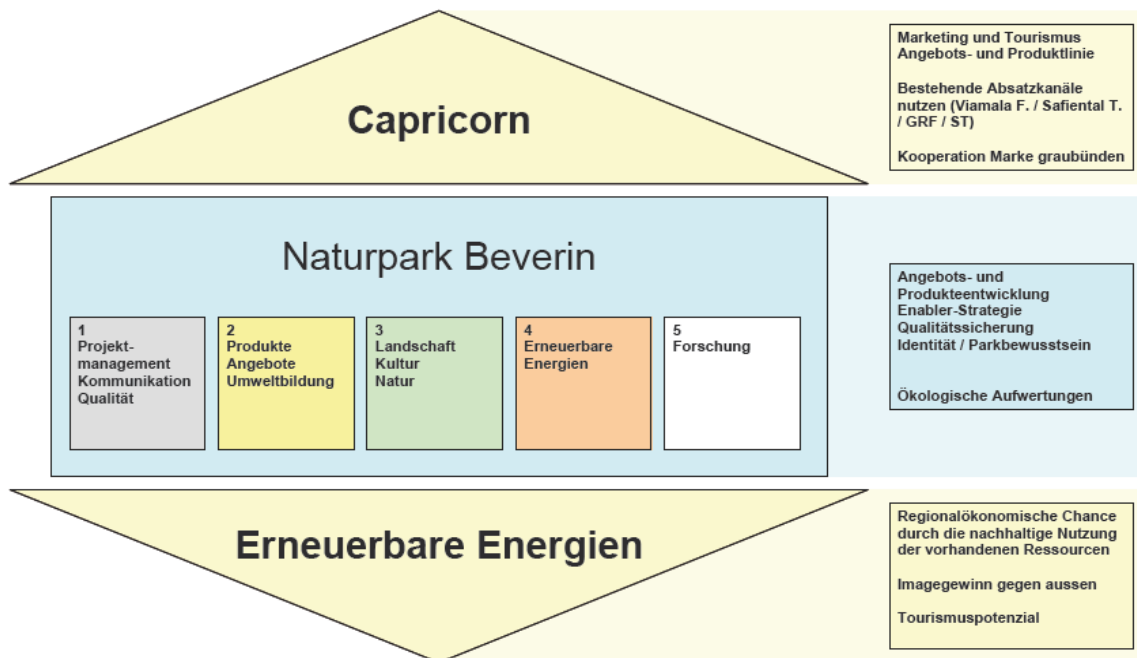 Capricorn
Marketing und Tourismus
Angebots- und Produktlinie
Bestehende Absatzkanäle
nutzen (Viamala F. / Safiental T.
/ GRF / ST)
Kooperation Marke graubünden
Naturpark Beverin
1
Projekt-
management
Kommunikation
Qualität
2
Produkte
Angebote
Umweltbildung
3
Landschaft
Kultur
Natur
4
Erneuerbare
Energien
5
Forschung
Angebots- und
Produkteentwicklung
Enabler-Strategie
Qualitätssicherung
Identität / Parkbewusstsein
Ökologische Aufwertungen
Erneuerbare Energien
Regionalökonomische Chance
durch die nachhaltige Nutzung
der vorhandenen Ressourcen
Imagegewinn gegen aussen
Tourismuspotenzial